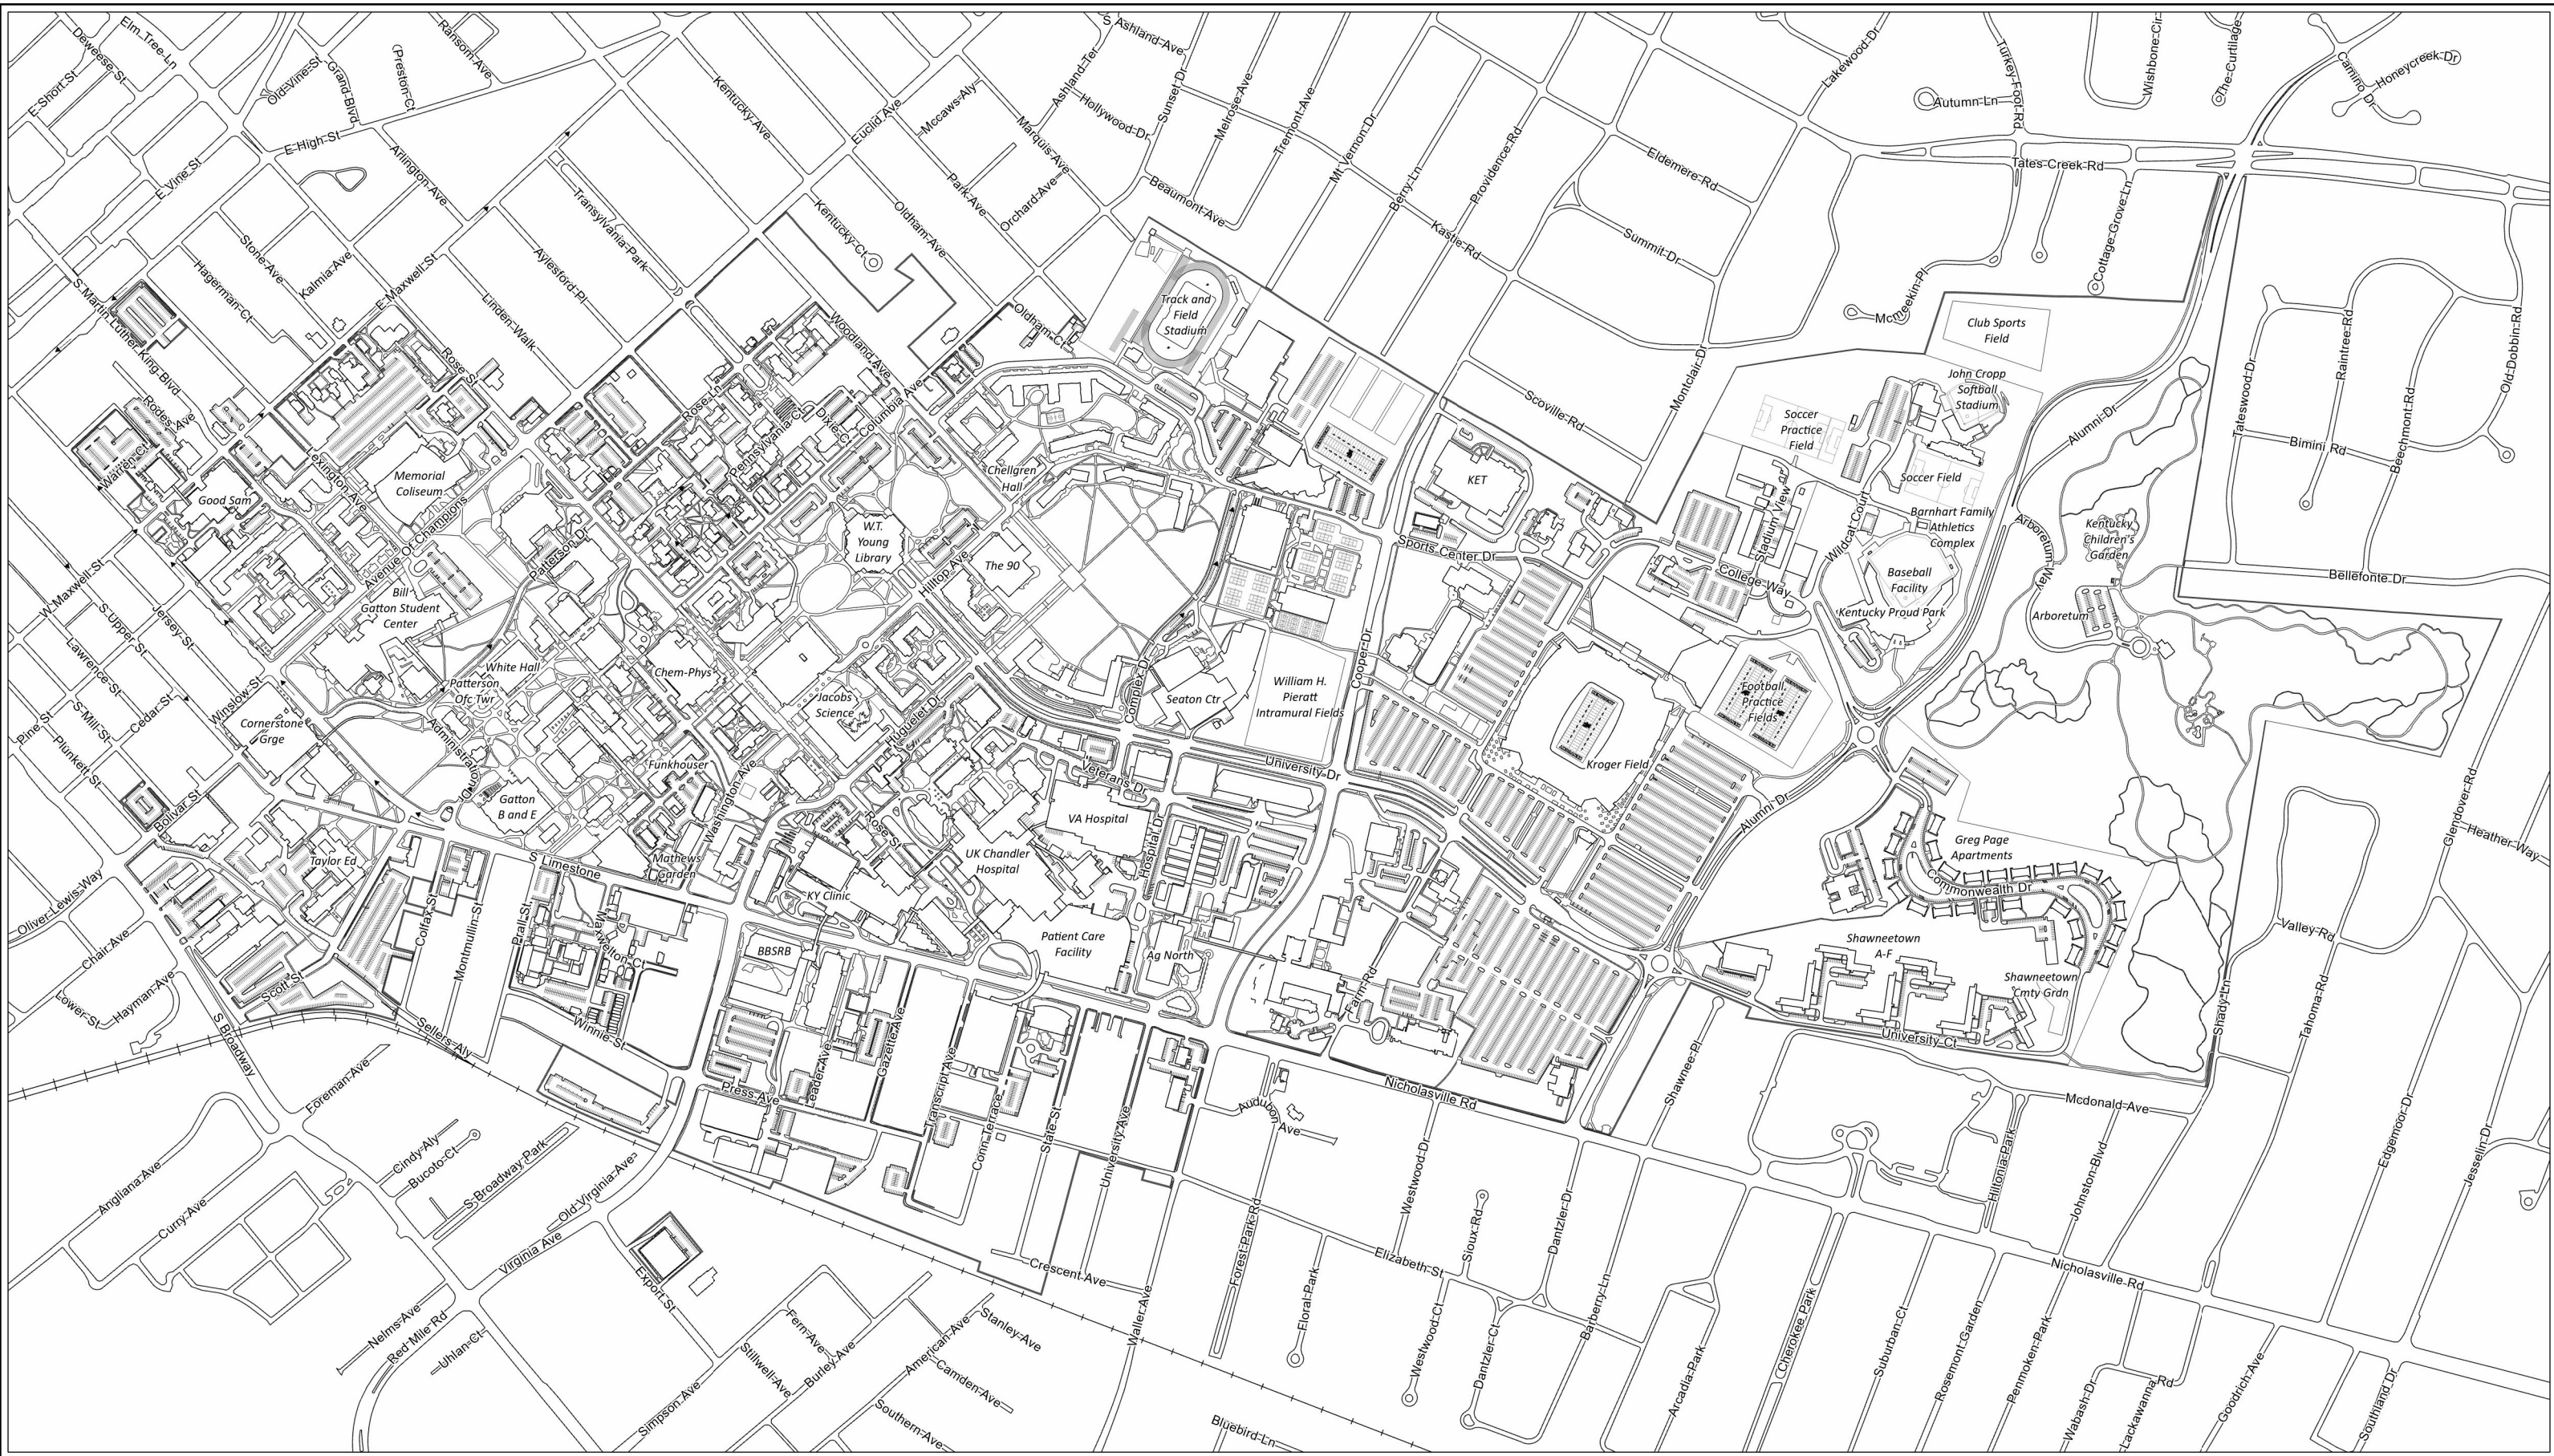 Elm Tree Ln
Deweese St
E Short St
Old Vine St
Grand Blvd
Preston Ct
Ransom Ave
E High St
E Vine St
Arlington Ave
Kentucky Ave
Euclid Ave
Mccaws Aly
Transylvania Park
Kentucky Ct
Oldham Ave
Park Ave
Orchard Ave
Marquis Ave
Ashland Ter
S Ashland Ave
Hollywood Dr
Sunset Dr
Melrose Ave
Tremont Ave
Beaumont Ave
Mt Vernon Dr
Berry Ln
Providence Rd
Kastle Rd
Lakewood Dr
Eldemere Rd
Summit Dr
Turkey Foot Rd
Autumn Ln
Wishbone Cir
The Curtilage
Camino Dr
Honeycreek Dr
Tates Creek Rd
Cottage Grove Ln
Mcmeekin Pl
Stone Ave
Hagerman Ct
Kalmia Ave
E Maxwell St
Linden Walk
Aylesford Pl
S Martin Luther King Blvd
Rose St
Rose Ln
Woodland Ave
Oldham Ct
Columbia Ave
Dixie Ct
Pennsylvania Ct
Rodes Ave
Warren Ct
Good Sam
Lexington Ave
Memorial
Coliseum
Avenue Of Champions
Patterson Dr
Bill
Gatton Student
Center
W.T.
Young
Library
Hilltop Ave
The 90
Chellgren
Hall
Track and
Field
Stadium
Scoville Rd
Montclair Dr
KET
Sports Center Dr
Club Sports
Field
John Cropp
Softball
Stadium
Soccer
Practice
Field
Soccer Field
Barnhart Family
Athletics
Complex
Baseball
Facility
Kentucky Proud Park
Wildcat Court
Stadium View Dr
College Way
Alumni Dr
Arboretum Way
Arboretum
Kentucky
Children's
Garden
Tateswood Dr
Raintree Rd
Beechmont Rd
Old Dobbin Rd
Bimini Rd
Bellefonte Dr
W Maxwell St
S Upper St
Jersey St
Lawrence St
S Mill St
Cedar St
Winslow St
Pine St
Plunkett St
Bolivar St
Cornerstone
Grge
White Hall
Patterson
Ofc Twr
Administration Dr
Gatton
B and E
Chem-Phys
Funkhouser
Jacobs
Science
Huguelet Dr
Washington Ave
Mathews
Garden
Complex Dr
Seaton Ctr
William H.
Pieratt
Intramural Fields
Cooper Dr
University Dr
Veterans Dr
VA Hospital
Hospital Dr
UK Chandler
Hospital
Rose St
KY Clinic
Kroger Field
Football
Practice
Fields
Alumni Dr
Greg Page
Apartments
Commonwealth Dr
Shawneetown
A-F
Shawneetown
Cmty Grdn
University Ct
Glendover Rd
Heather Way
Valley Rd
Tahoma Rd
Shady Ln
Taylor Ed
S Limestone
Oliver Lewis Way
Chair Ave
Lower St
Hayman Ave
Scott St
S Broadway
Colfax St
Montmullin St
Prall St
Maxwelton Ct
Winnie St
Sellers Aly
Foreman Ave
BBSRB
Patient Care
Facility
Ag North
Farm Rd
Press Ave
Leader Ave
Gazette Ave
Transcript Ave
Conn Terrace
State St
University Ave
Audubon Ave
Nicholasville Rd
Shawnee Pl
Mcdonald Ave
Hiltonia Park
Johnston Blvd
Edgemoor Dr
Jesselin Dr
Angliana Ave
Curry Ave
Cindy Aly
Bucoto Ct
S Broadway Park
Old Virginia Ave
Virginia Ave
Export St
Nelms Ave
Red Mile Rd
Uhlan Ct
Simpson Ave
Stillwell Ave
Fern Ave
Burley Ave
American Ave
Stanley Ave
Camden Ave
Southern Ave
Crescent Ave
Waller Ave
Bluebird Ln
Forest Park Rd
Floral Park
Elizabeth St
Westwood Dr
Westwood Ct
Sioux Rd
Dantzler Dr
Dantzler Ct
Barberry Ln
Arcadia Park
Cherokee Park
Suburban Ct
Rosemont Garden
Penmoken Park
Nicholasville Rd
Wabash Dr
Lackawanna Rd
Goodrich Ave
Southland Dr